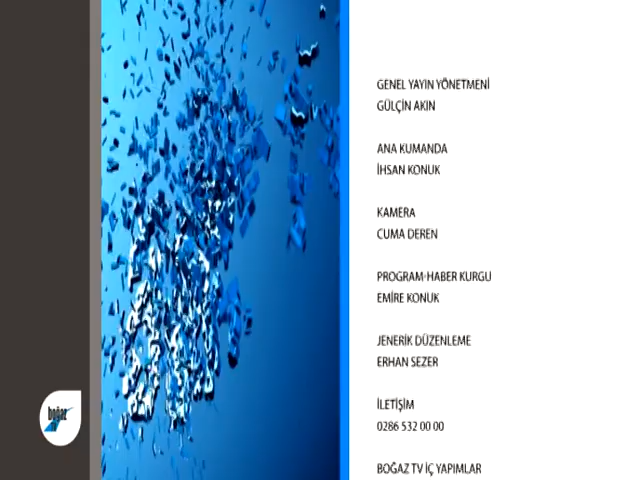 boğaz
GENEL YAYIN YÖNETMENİ
GÜLÇİN AKIN
ANA KUMANDA
İHSAN KONUK
KAMERA
CUMA DEREN
PROGRAM-HABER KURGU
EMİRE KONUK
JENERİK DÜZENLEME
ERHAN SEZER
İLETİŞİM
0286 532 00 00
BOĞAZ TV İÇ YAPIMLAR